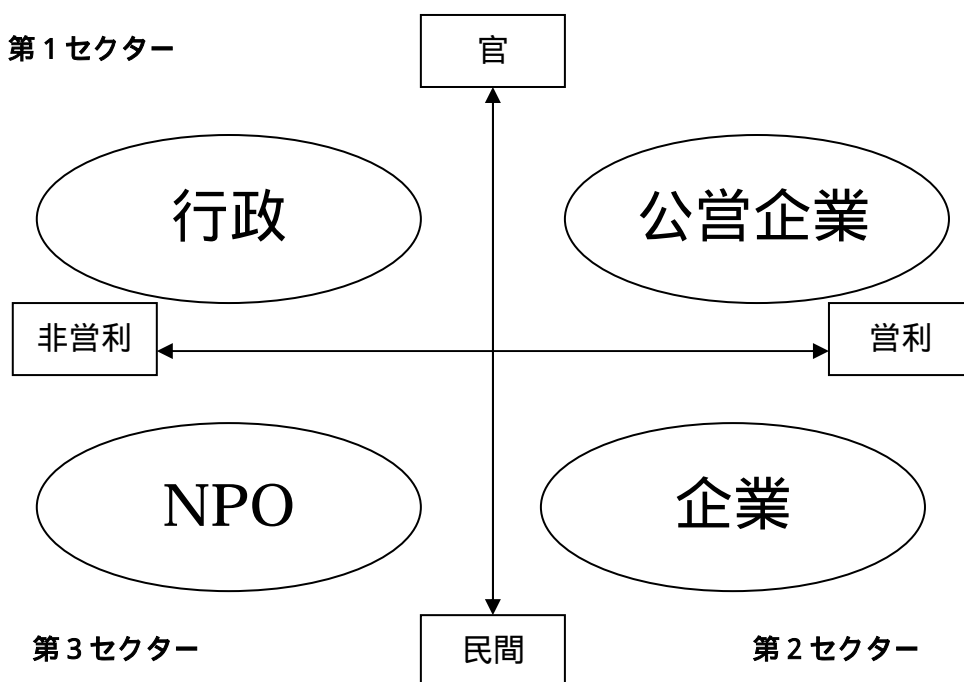 官
第1セクター
行政
公営企業
非営利
営利
NPO
企業
民間
第3セクター
第2セクター